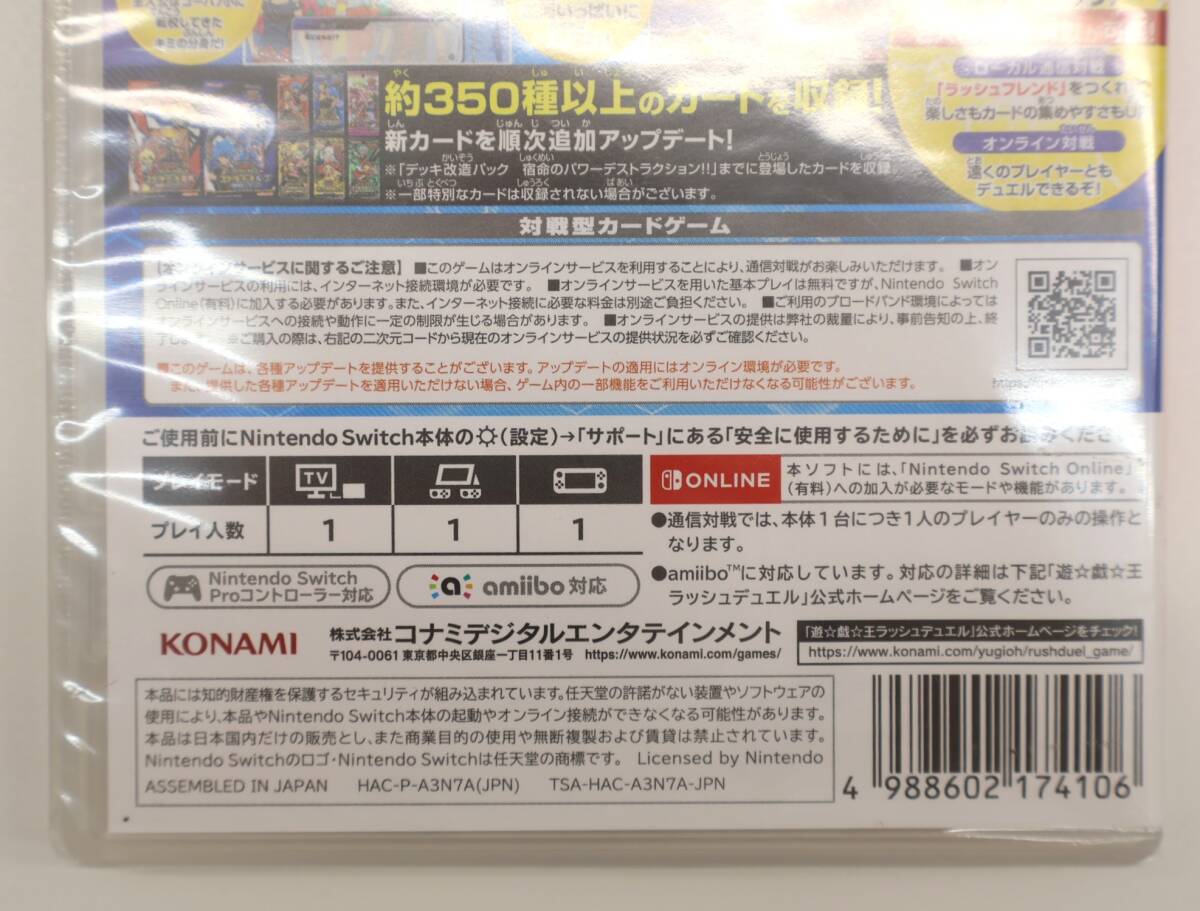 戦してきた
キミの分身だ!
いっぱいに
約350種以上のカードを収録!
新カードを順次追加アップデート!
※「デッキ改造パック 宿命のパワーデストラクション!!」までに登場したカードを収録
※一部特別なカードは収録されない場合がございます。
ローカル通信対戦
「ラッシュフレンド」をつくれ
楽しさもカードの集めやすさもU
オンライン対戦
遠くのプレイヤーとも
デュエルできるぞ!
対戦型カードゲーム
【オンラインサービスに関するご注意】 ■このゲームはオンラインサービスを利用することにより、通信対戦がお楽しみいただけます。 ■オン
ラインサービスの利用には、インターネット接続環境が必要です。 ■オンラインサービスを用いた基本プレイは無料ですが、Nintendo Switch
Online(有料)に加入する必要があります。また、インターネット接続に必要な料金は別途ご負担ください。 ■ご利用のブロードバンド環境によっては
オンラインサービスへの接続や動作に一定の制限が生じる場合があります。 ■オンラインサービスの提供は弊社の裁量により、事前告知の上、終
了し ※ご購入の際は、右記の二次元コードから現在のオンラインサービスの提供状況を必ずご確認ください。
■このゲームは、各種アップデートを提供することがございます。アップデートの適用にはオンライン環境が必要です。
また、提供した各種アップデートを適用いただけない場合、ゲーム内の一部機能をご利用いただけなくなる可能性がございます。
https:/
ご使用前にNintendo Switch本体の(設定)→「サポート」にある「安全に使用するために」を必ずお読みください
プレイモード TV
プレイ人数 1 1 1
ONLINE 本ソフトには、「Nintendo Switch Online」
(有料)への加入が必要なモードや機能があります。
●通信対戦では、本体1台につき1人のプレイヤーのみの操作と
なります。
●amiibo™に対応しています。対応の詳細は下記「遊☆戯☆王
ラッシュデュエル」公式ホームページをご覧ください。
Nintendo Switch
Proコントローラー対応
amiibo 対応
KONAMI
株式会社コナミデジタルエンタテインメント
〒104-0061 東京都中央区銀座一丁目11番1号 https://www.konami.com/games/
「遊☆戯☆王ラッシュデュエル」公式ホームページをチェック!
https://www.konami.com/yugioh/rushduel_game/
本品には知的財産権を保護するセキュリティが組み込まれています。任天堂の許諾がない装置やソフトウェアの
使用により、本品やNintendo Switch本体の起動やオンライン接続ができなくなる可能性があります。
本品は日本国内だけの販売とし、また商業目的の使用や無断複製および賃貸は禁止されています。
Nintendo Switchのロゴ・Nintendo Switchは任天堂の商標です。 Licensed by Nintendo
ASSEMBLED IN JAPAN HAC-P-A3N7A(JPN) TSA-HAC-A3N7A-JPN
4 988602 174106